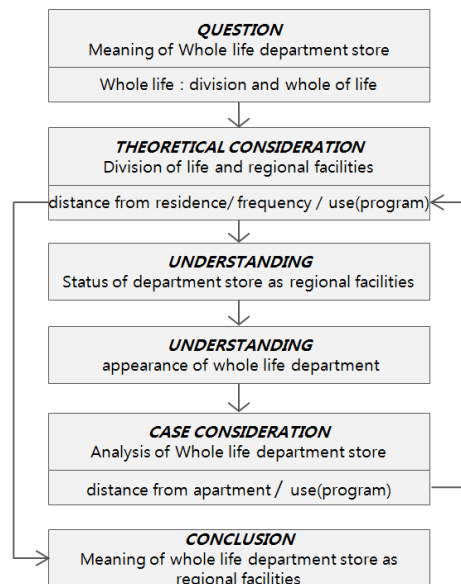 QUESTION
Meaning of Whole life department store
Whole life : division and whole of life
THEORETICAL CONSIDERATION
Division of life and regional facilities
distance from residence/ frequency / use(program)
UNDERSTANDING
Status of department store as regional facilities
UNDERSTANDING
appearance of whole life department
CASE CONSIDERATION
Analysis of Whole life department store
distance from apartment / use(program)
CONCLUSION
Meaning of whole life department store as
regional facilities